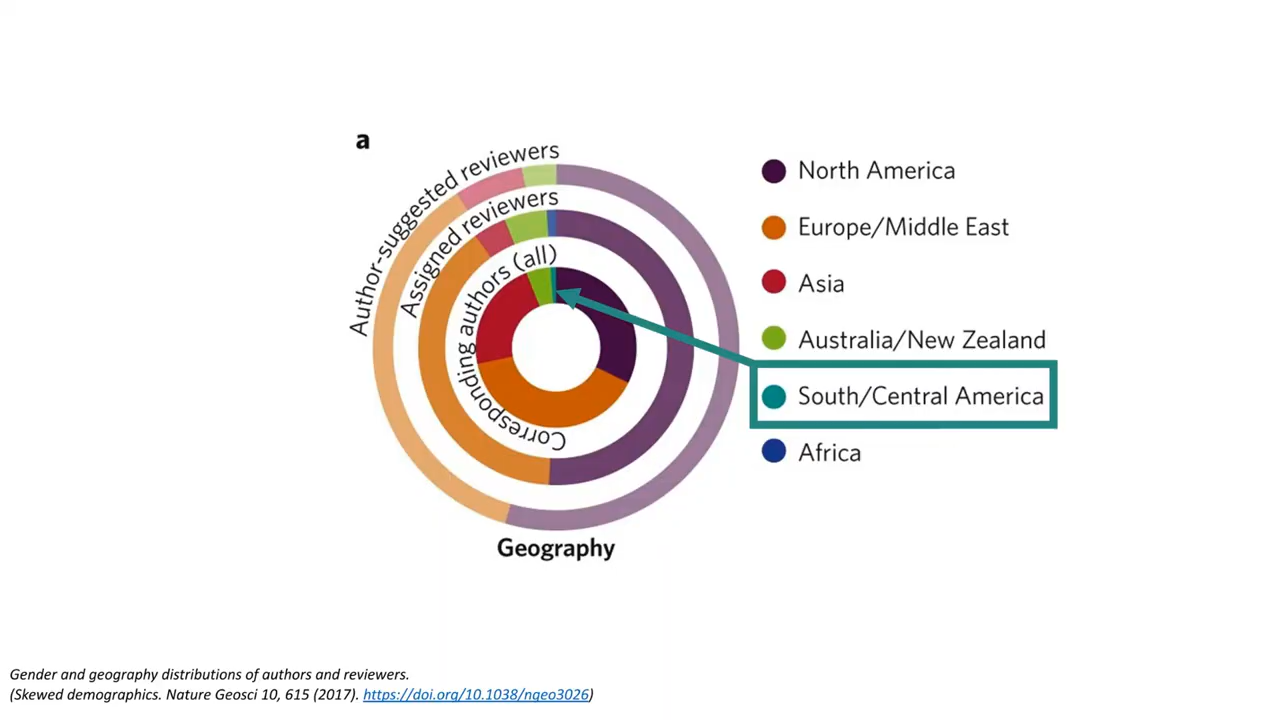 a
Author-suggested reviewers
Assigned reviewers
Corresponding authors (all)
Geography
North America
Europe/Middle East
Asia
Australia/New Zealand
South/Central America
Africa
Gender and geography distributions of authors and reviewers.
(Skewed demographics. Nature Geosci 10, 615 (2017). https://doi.org/10.1038/ngeo3026)